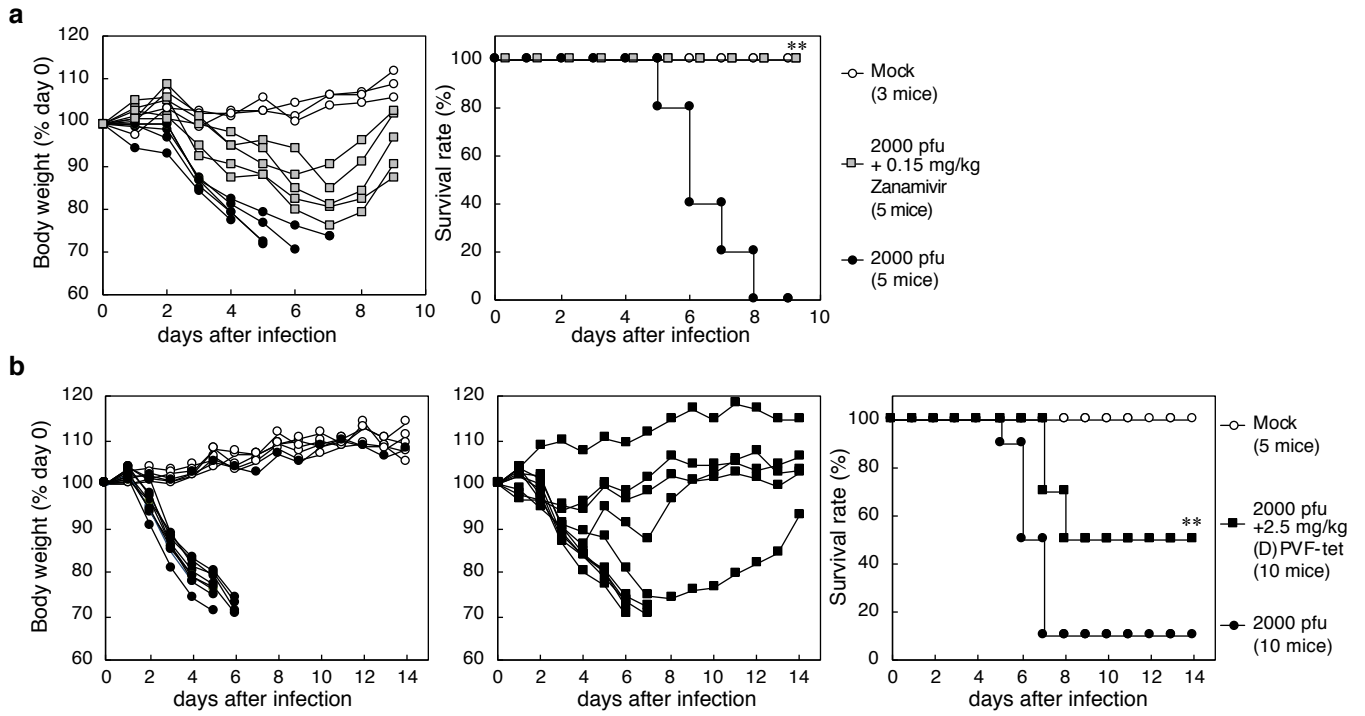 a
120
110
100
90
80
70
60
Body weight (% day 0)
0 2 4 6 8 10
days after infection
100
80
60
40
20
0
Survival rate (%)
**
0 2 4 6 8 10
days after infection
Mock
(3 mice)
2000 pfu
+ 0.15 mg/kg
Zanamivir
(5 mice)
2000 pfu
(5 mice)
b
120
110
100
90
80
70
60
Body weight (% day 0)
0 2 4 6 8 10 12 14
days after infection
120
110
100
90
80
70
60
0 2 4 6 8 10 12 14
days after infection
100
80
60
40
20
0
Survival rate (%)
**
0 2 4 6 8 10 12 14
days after infection
Mock
(5 mice)
2000 pfu
+2.5 mg/kg
(D)PVF-tet
(10 mice)
2000 pfu
(10 mice)